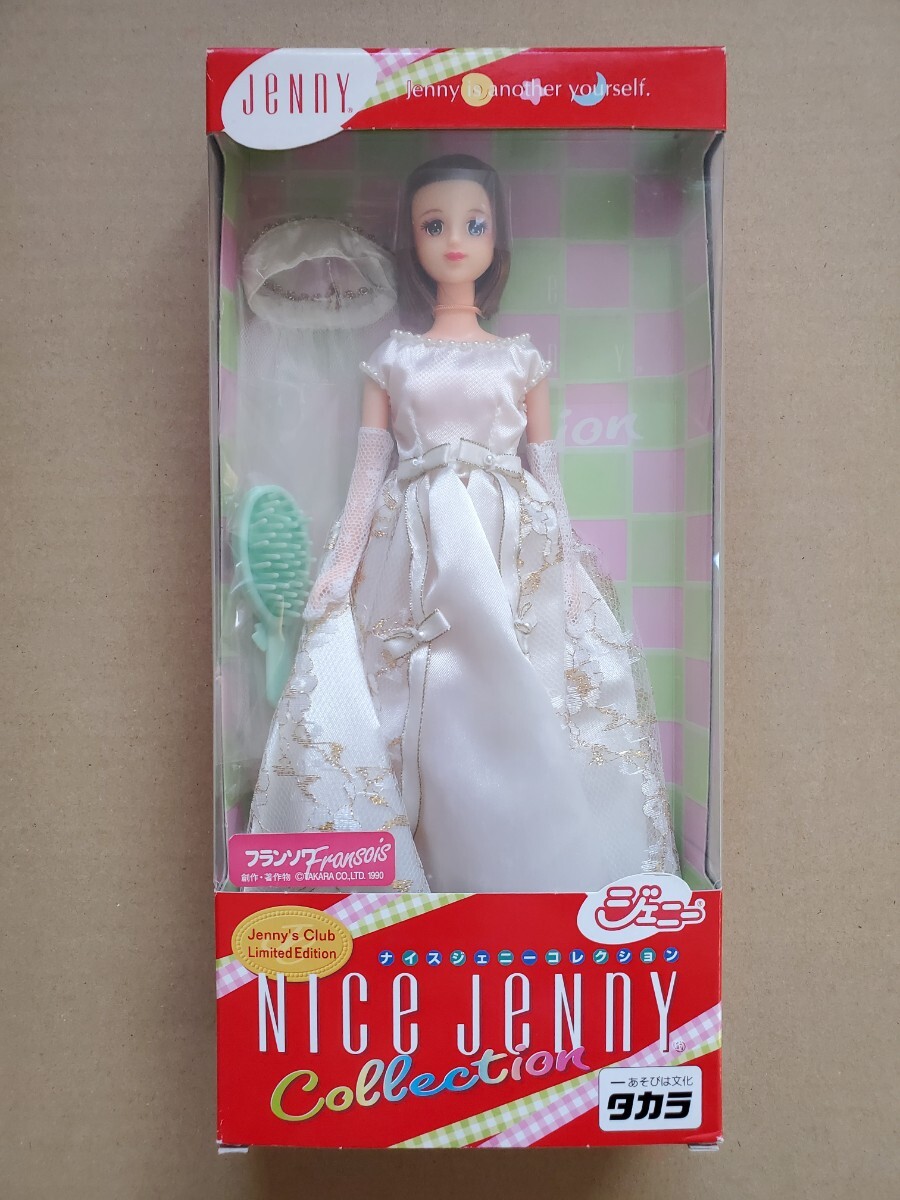 JENNY®
Jenny is another yourself.
ion
フランソワ Fransois
創作・著作物 ©TAKARA CO.,LTD. 1990
ジェニー®
Jenny's Club
Limited Edition
ナイスジェニーコレクション
NICE JENNY®
Collection
あそびは文化
タカラ